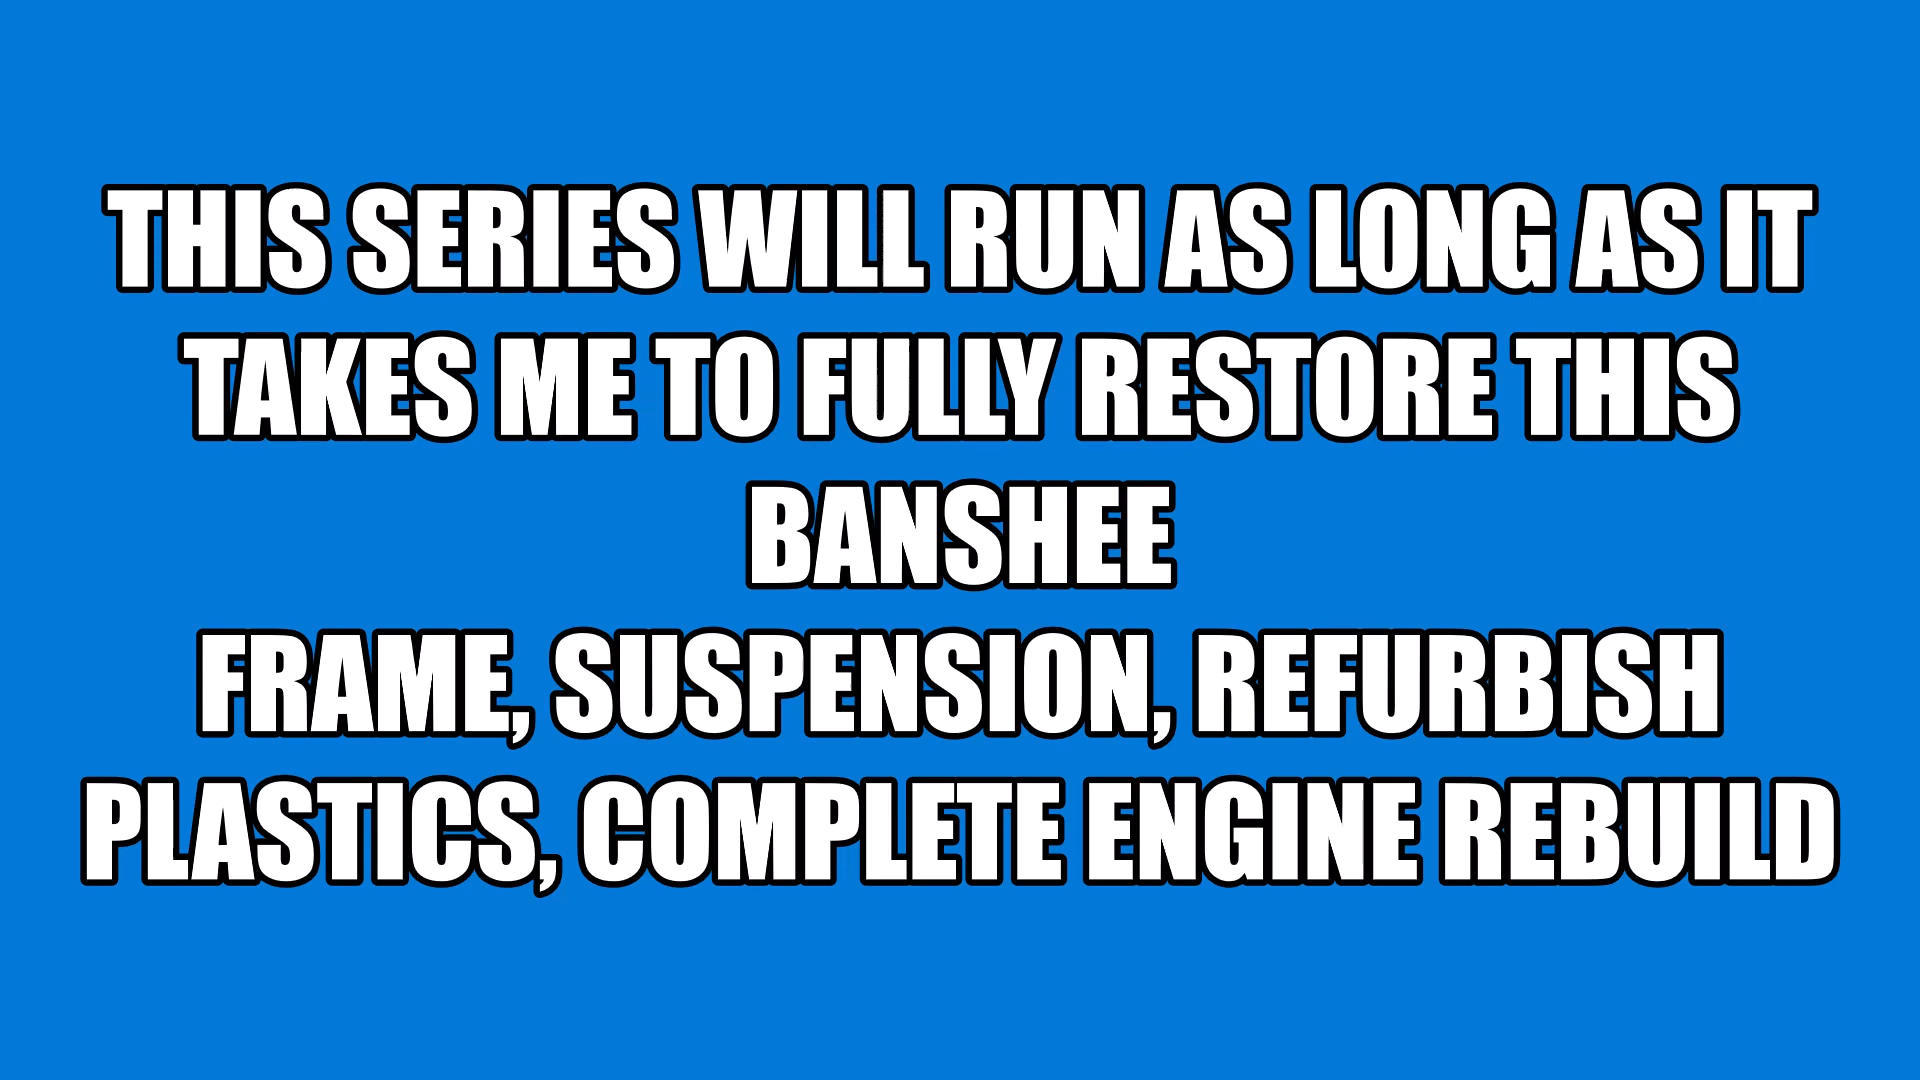 THIS SERIES WILL RUN AS LONG AS IT
TAKES ME TO FULLY RESTORE THIS
BANSHEE
FRAME, SUSPENSION, REFURBISH
PLASTICS, COMPLETE ENGINE REBUILD